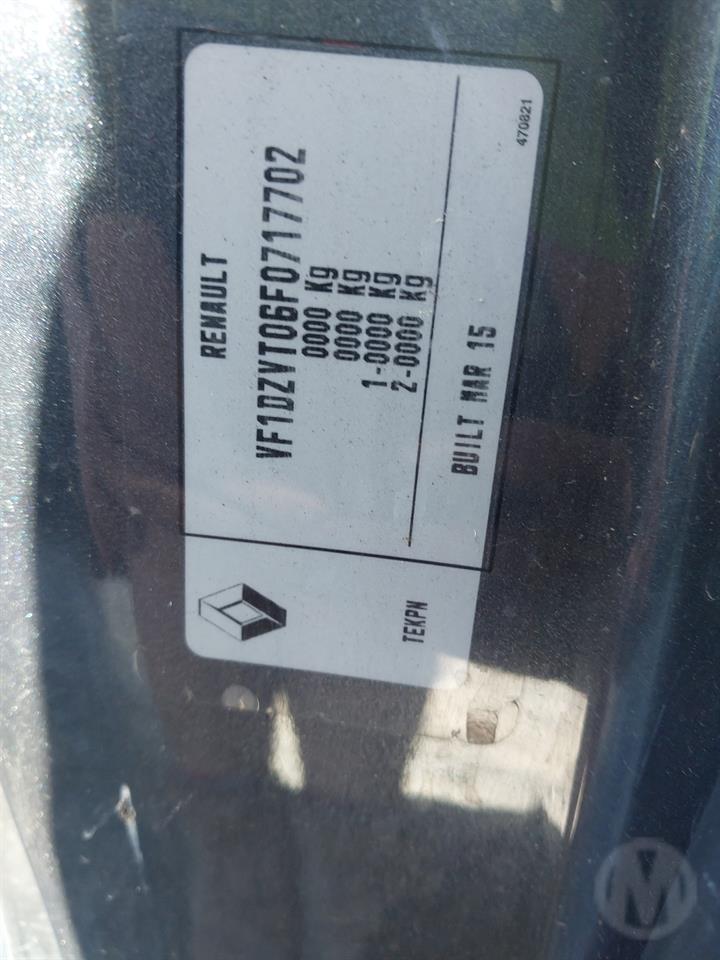 RENAULT
VF1DZVT06F0717702
0000 Kg
0000 Kg
1-0000 Kg
2-0000 Kg
BUILT MAR 15
470821
TEKPN
M